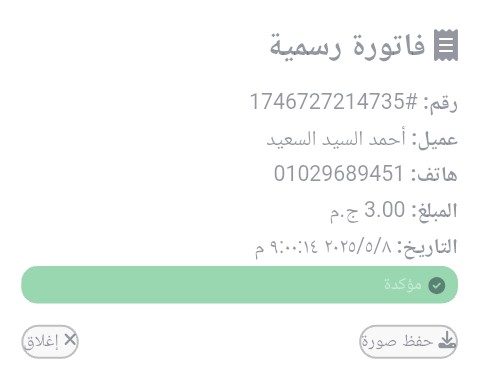 فاتورة رسمية
رقم: #1746727214735
عميل: أحمد السيد السعيد
هاتف: 01029689451
المبلغ: 3.00 ج.م
التاريخ: ٨‏/٥‏/٢٠٢٥ ٩:٠٠:١٤ م
مؤكدة
حفظ صورة
إغلاق